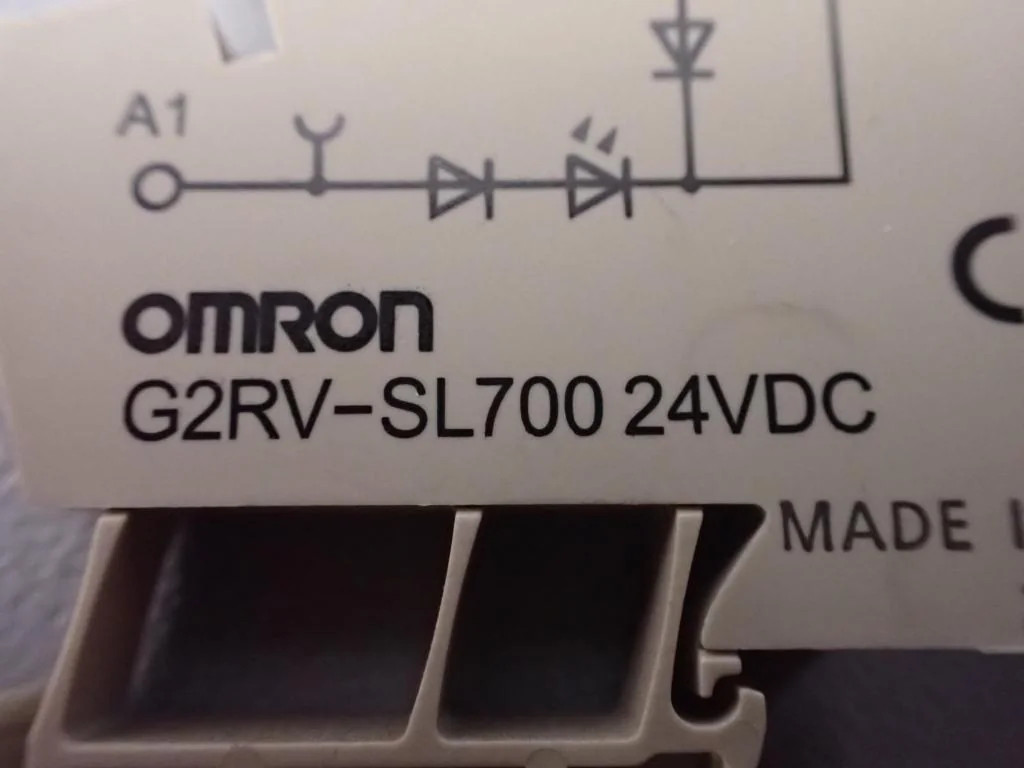 A1
OMRON
G2RV-SL700 24VDC
MADE